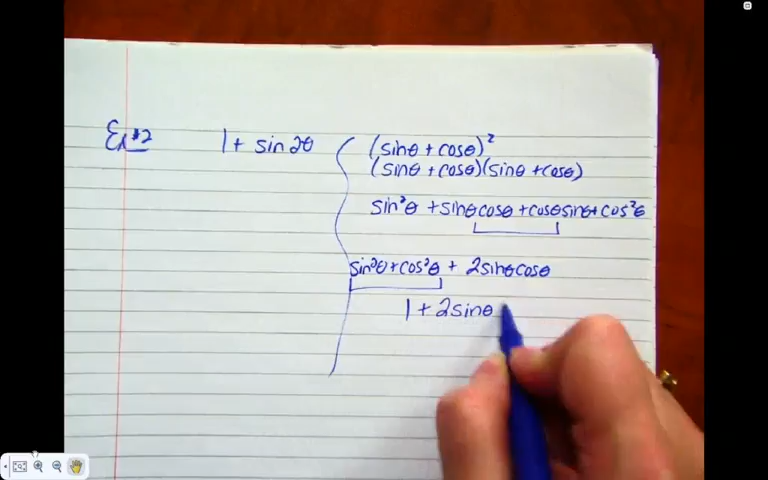 Ex #2 1 + sin 2θ (sinθ + cosθ)²
(sinθ + cosθ)(sinθ + cosθ)
sin²θ + sinθcosθ + cosθsinθ + cos²θ
sin²θ + cos²θ + 2sinθcosθ
1 + 2sinθ